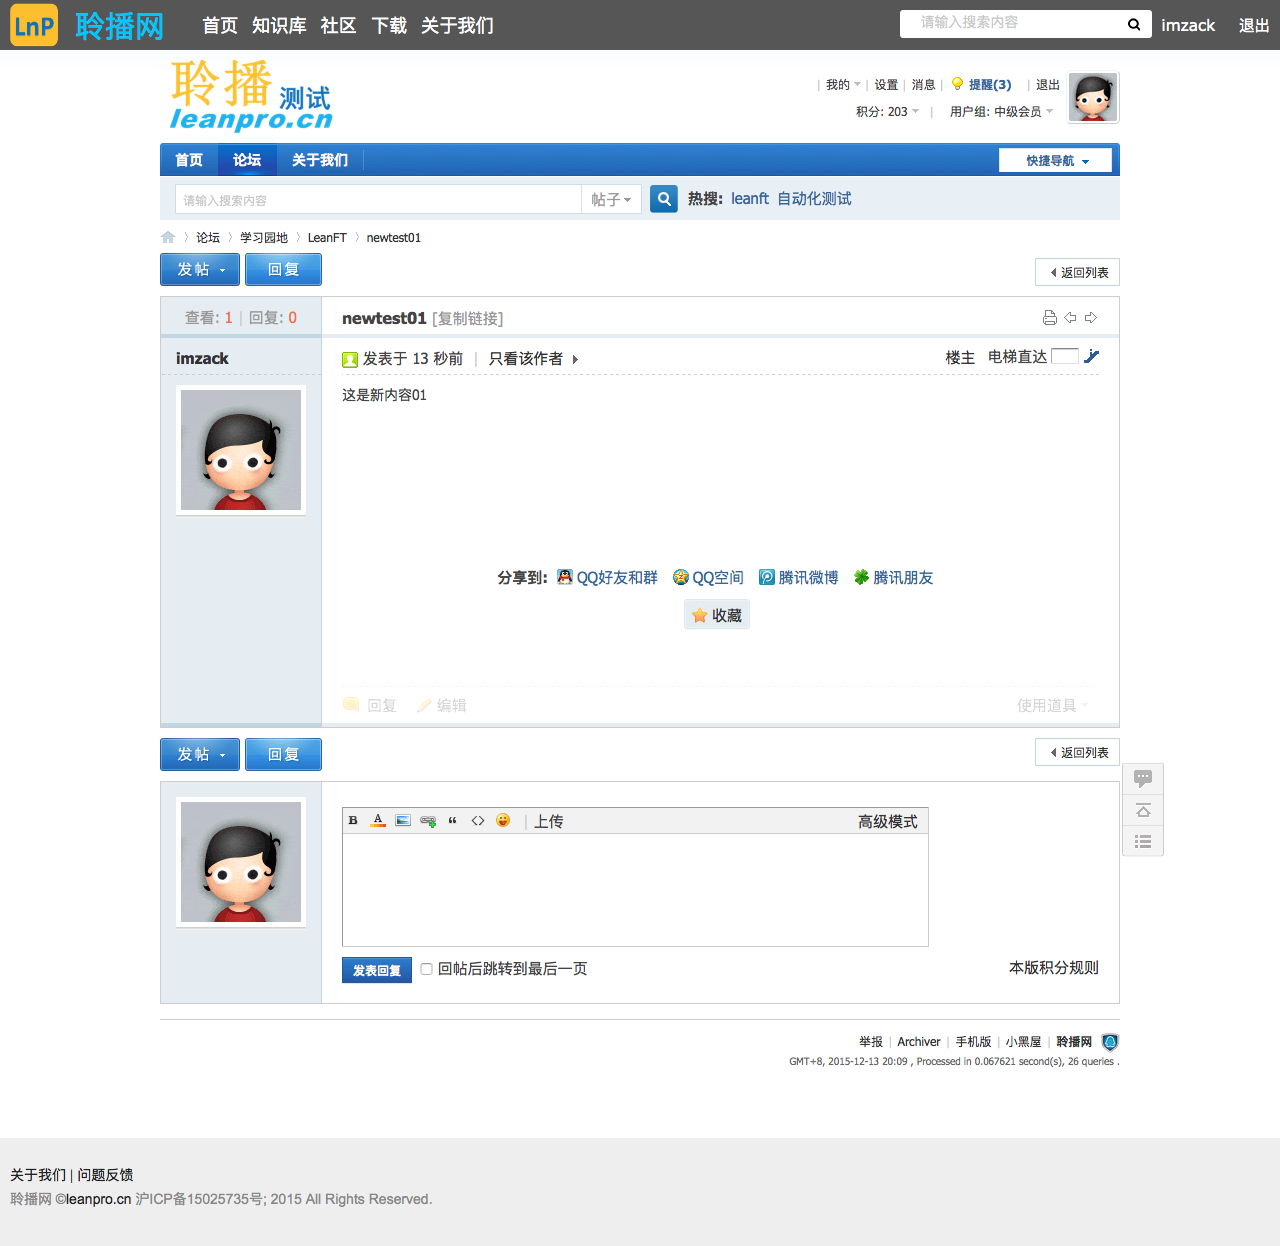 LnP 聆播网 首页 知识库 社区 下载 关于我们 请输入搜索内容 imzack 退出
聆播测试
leanpro.cn
| 我的 | 设置 | 消息 | 提醒(3) | 退出
积分: 203 | 用户组: 中级会员
首页 论坛 关于我们 快捷导航
请输入搜索内容 帖子 热搜: leanft 自动化测试
论坛 学习园地 LeanFT newtest01
发帖 回复 返回列表
查看: 1 | 回复: 0 newtest01 [复制链接]
imzack 发表于 13 秒前 | 只看该作者 楼主 电梯直达
这是新内容01
分享到: QQ好友和群 QQ空间 腾讯微博 腾讯朋友
收藏
回复 编辑 使用道具
发帖 回复 返回列表
B A “ <> | 上传 高级模式
发表回复 回帖后跳转到最后一页 本版积分规则
举报 | Archiver | 手机版 | 小黑屋 | 聆播网
GMT+8, 2015-12-13 20:09 , Processed in 0.067621 second(s), 26 queries .
关于我们 | 问题反馈
聆播网 ©leanpro.cn 沪ICP备15025735号; 2015 All Rights Reserved.